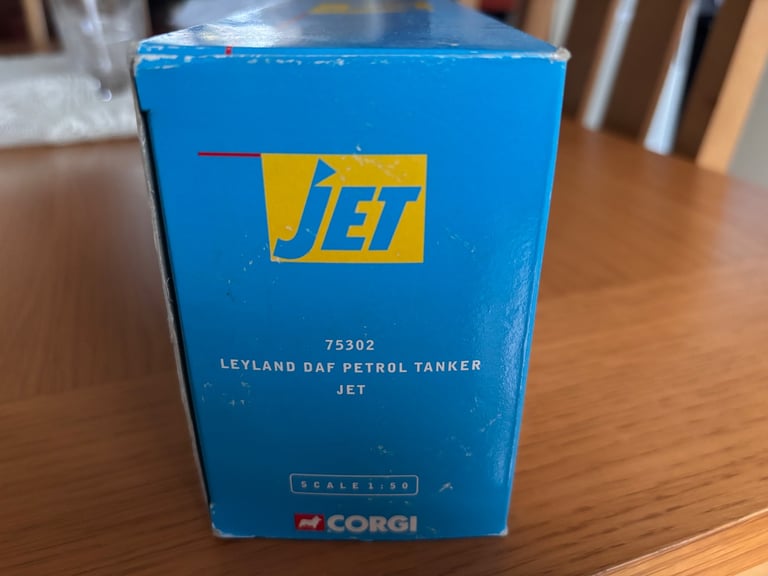 JET
75302
LEYLAND DAF PETROL TANKER
JET
SCALE 1:50
CORGI